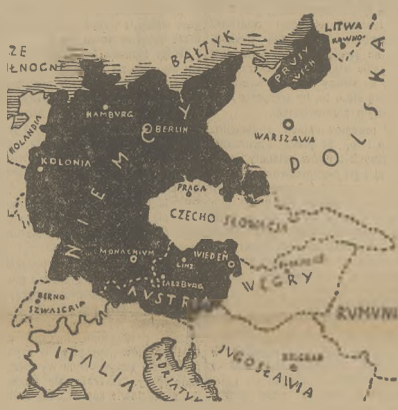 LITWA
KOWNO
BAŁTYK
ZE
ŁNOCNE
PRUSY
WSCH
HAMBURG
BERLIN
WARSZAWA
POLSKA
HOLANDIA
KOLONIA
NIEMCY
PRAGA
CZECHO SŁOWACJA
MONACHIUM
LINZ
WIEDEŃ
SALZBURG
WĘGRY
AUSTRIA
BERNO
SZWAJCARIA
RUMUNI
ITALIA
ADRIATYK
JUGOSŁAWIA
BELGRAD